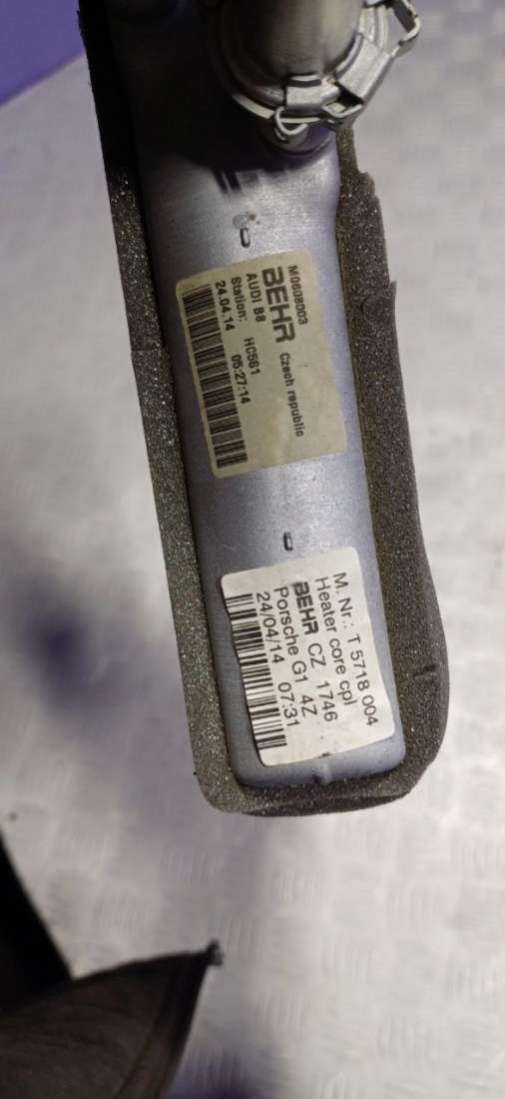 M0608003
BEHR Czech republic
AUDI B8
Station: HC561
24.04.14 05:27:14
M. Nr.: T 5718 004
Heater core cpl
BEHR CZ 1746
Porsche G1 4Z
24/04/14 07:31